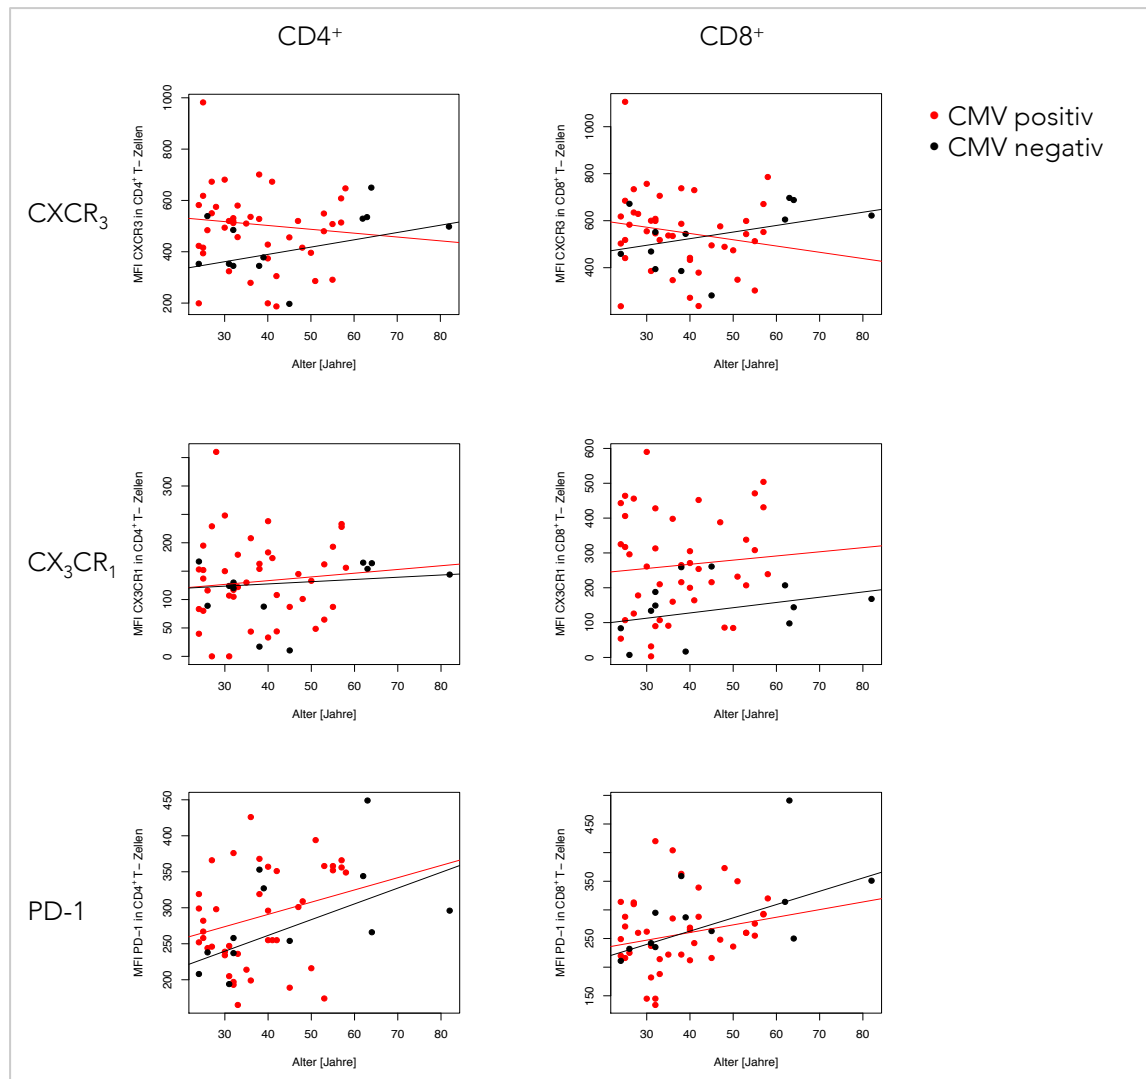 CD4⁺ CD8⁺
CMV positiv
CMV negativ
CXCR₃
MFI CXCR3 in CD4⁺ T− Zellen
200 400 600 800 1000
30 40 50 60 70 80
Alter [Jahre]
MFI CXCR3 in CD8⁺ T− Zellen
400 600 800 1000
30 40 50 60 70 80
Alter [Jahre]
CX₃CR₁
MFI CX3CR1 in CD4⁺ T− Zellen
0 50 100 200 300
30 40 50 60 70 80
Alter [Jahre]
MFI CX3CR1 in CD8⁺ T− Zellen
0 100 200 300 400 500 600
30 40 50 60 70 80
Alter [Jahre]
PD-1
MFI PD−1 in CD4⁺ T− Zellen
200 250 300 350 400 450
30 40 50 60 70 80
Alter [Jahre]
MFI PD−1 in CD8⁺ T− Zellen
150 250 350 450
30 40 50 60 70 80
Alter [Jahre]